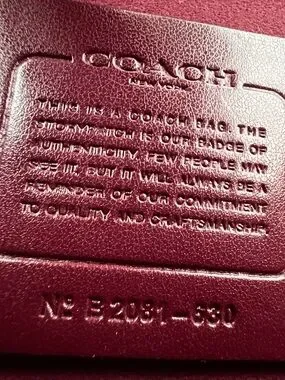 COACH
NEW YORK
THIS IS A COACH BAG. THE
STORYPATCH IS OUR BADGE OF
AUTHENTICITY. FEW PEOPLE MAY
SEE IT, BUT IT WILL ALWAYS BE A
REMINDER OF OUR COMMITMENT
TO QUALITY AND CRAFTSMANSHIP.
Nº B2031-630